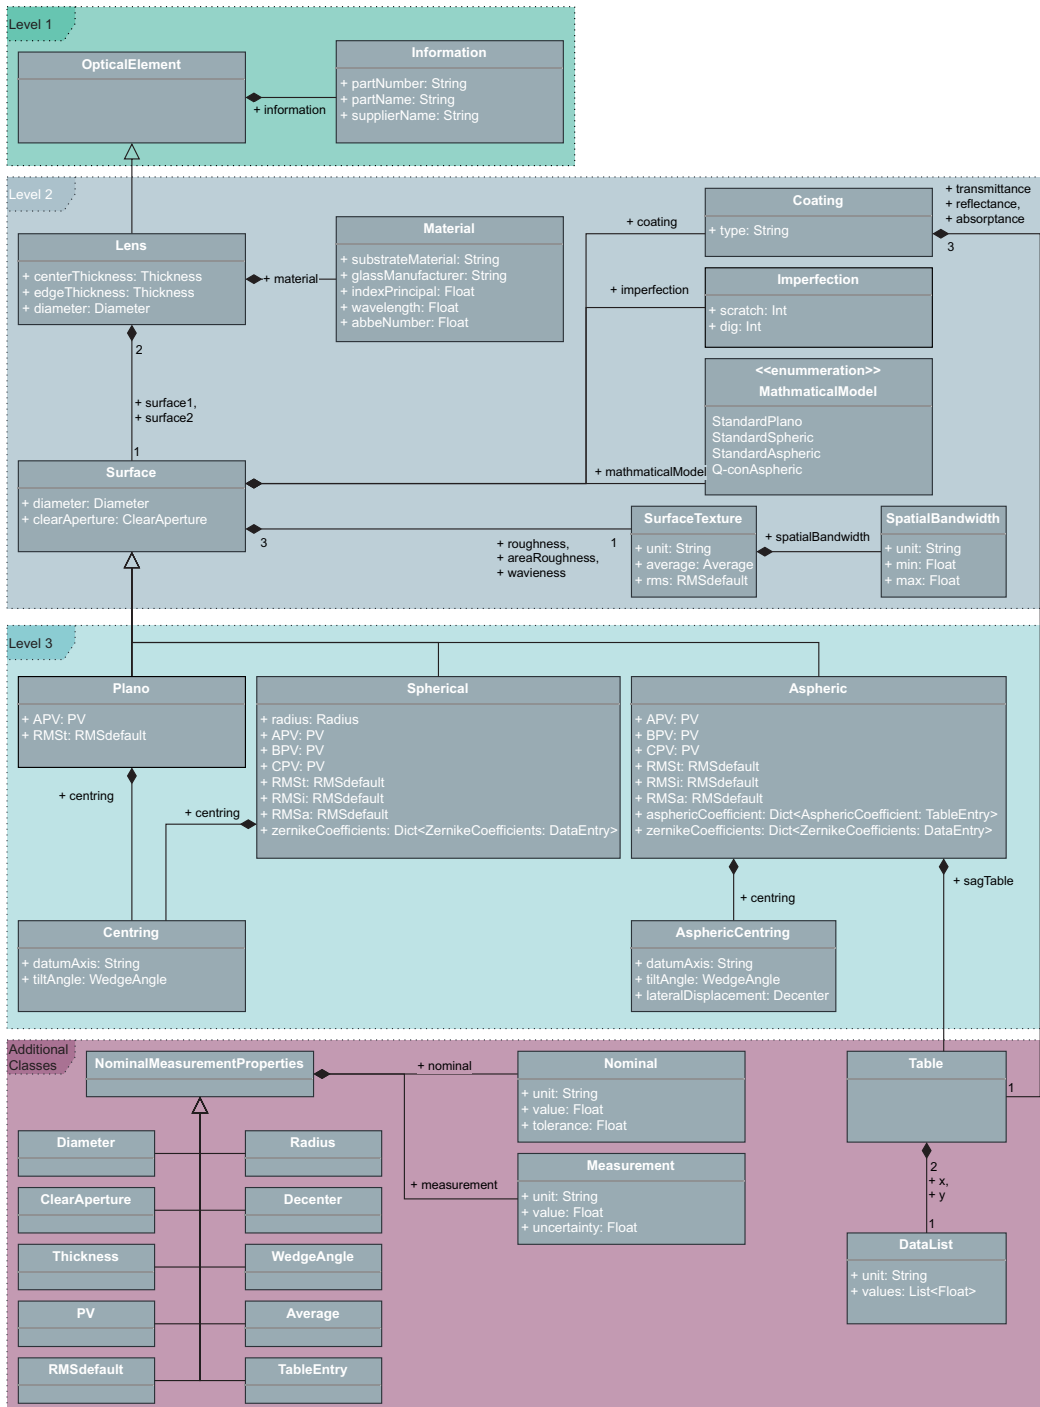 Level 1
OpticalElement
Information
+ partNumber: String
+ partName: String
+ supplierName: String
+ information
Level 2
Lens
+ centerThickness: Thickness
+ edgeThickness: Thickness
+ diameter: Diameter
+ material
Material
+ substrateMaterial: String
+ glassManufacturer: String
+ indexPrincipal: Float
+ wavelength: Float
+ abbeNumber: Float
+ coating
Coating
+ type: String
+ transmittance
+ reflectance,
+ absorptance
3
+ imperfection
Imperfection
+ scratch: Int
+ dig: Int
<<enummeration>>
MathmaticalModel
StandardPlano
StandardSpheric
StandardAspheric
Q-conAspheric
+ mathmaticalModel
2
+ surface1,
+ surface2
1
Surface
+ diameter: Diameter
+ clearAperture: ClearAperture
3
+ roughness,
+ areaRoughness,
+ wavieness
1
SurfaceTexture
+ unit: String
+ average: Average
+ rms: RMSdefault
+ spatialBandwidth
SpatialBandwidth
+ unit: String
+ min: Float
+ max: Float
Level 3
Plano
+ APV: PV
+ RMSt: RMSdefault
+ centring
Spherical
+ radius: Radius
+ APV: PV
+ BPV: PV
+ CPV: PV
+ RMSt: RMSdefault
+ RMSi: RMSdefault
+ RMSa: RMSdefault
+ zernikeCoefficients: Dict<ZernikeCoefficients: DataEntry>
+ centring
Aspheric
+ APV: PV
+ BPV: PV
+ CPV: PV
+ RMSt: RMSdefault
+ RMSi: RMSdefault
+ RMSa: RMSdefault
+ asphericCoefficient: Dict<AsphericCoefficient: TableEntry>
+ zernikeCoefficients: Dict<ZernikeCoefficients: DataEntry>
+ centring
+ sagTable
Centring
+ datumAxis: String
+ tiltAngle: WedgeAngle
AsphericCentring
+ datumAxis: String
+ tiltAngle: WedgeAngle
+ lateralDisplacement: Decenter
Additional
Classes
NominalMeasurementProperties
+ nominal
Nominal
+ unit: String
+ value: Float
+ tolerance: Float
+ measurement
Measurement
+ unit: String
+ value: Float
+ uncertainty: Float
Table
1
2
+ x,
+ y
1
DataList
+ unit: String
+ values: List<Float>
Diameter
Radius
ClearAperture
Decenter
Thickness
WedgeAngle
PV
Average
RMSdefault
TableEntry